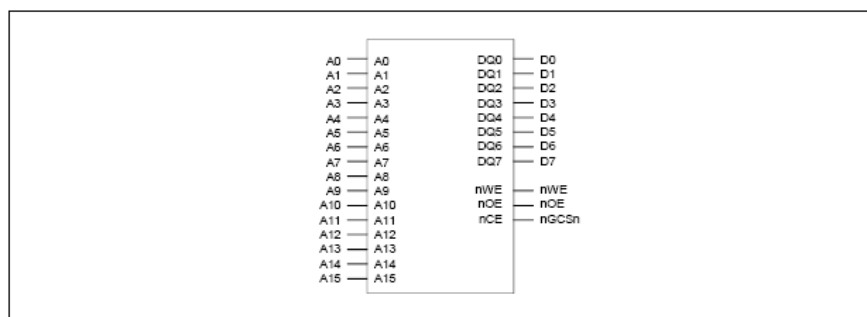 A0 A0 DQ0 D0
A1 A1 DQ1 D1
A2 A2 DQ2 D2
A3 A3 DQ3 D3
A4 A4 DQ4 D4
A5 A5 DQ5 D5
A6 A6 DQ6 D6
A7 A7 DQ7 D7
A8 A8
A9 A9 nWE nWE
A10 A10 nOE nOE
A11 A11 nCE nGCSn
A12 A12
A13 A13
A14 A14
A15 A15